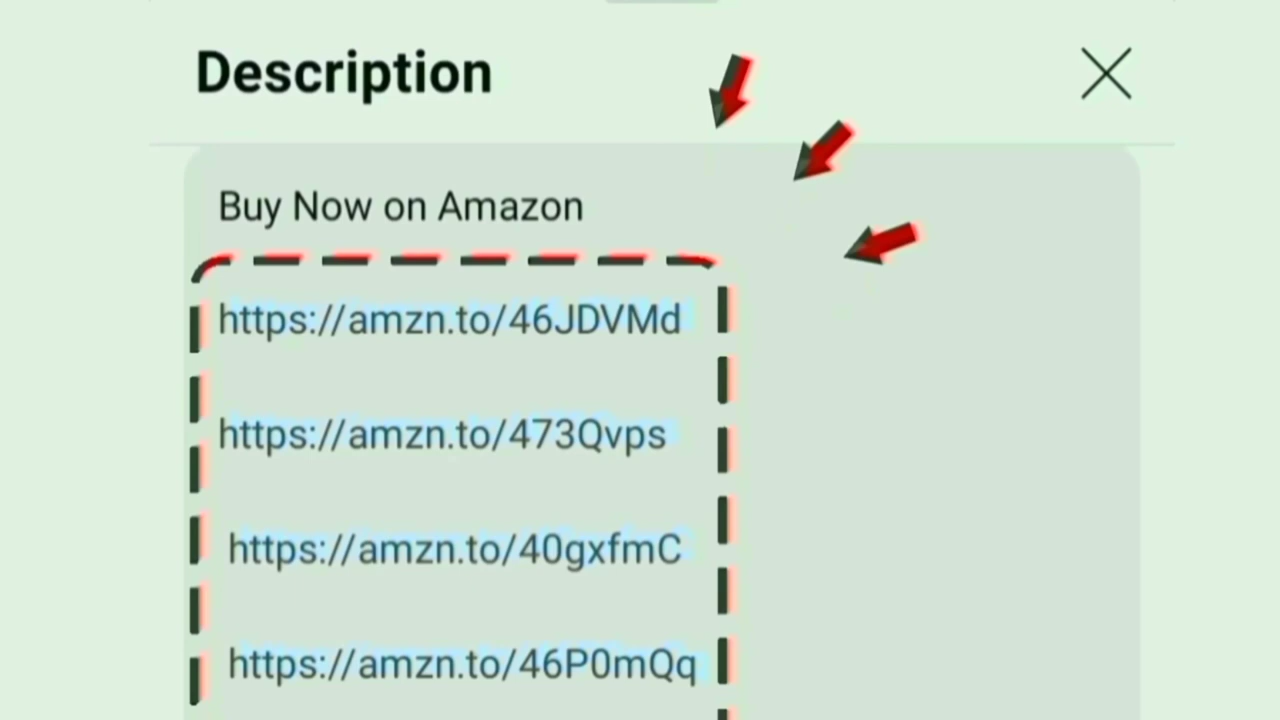 Description
Buy Now on Amazon
https://amzn.to/46JDVMd
https://amzn.to/473Qvps
https://amzn.to/40gxfmC
https://amzn.to/46P0mQq